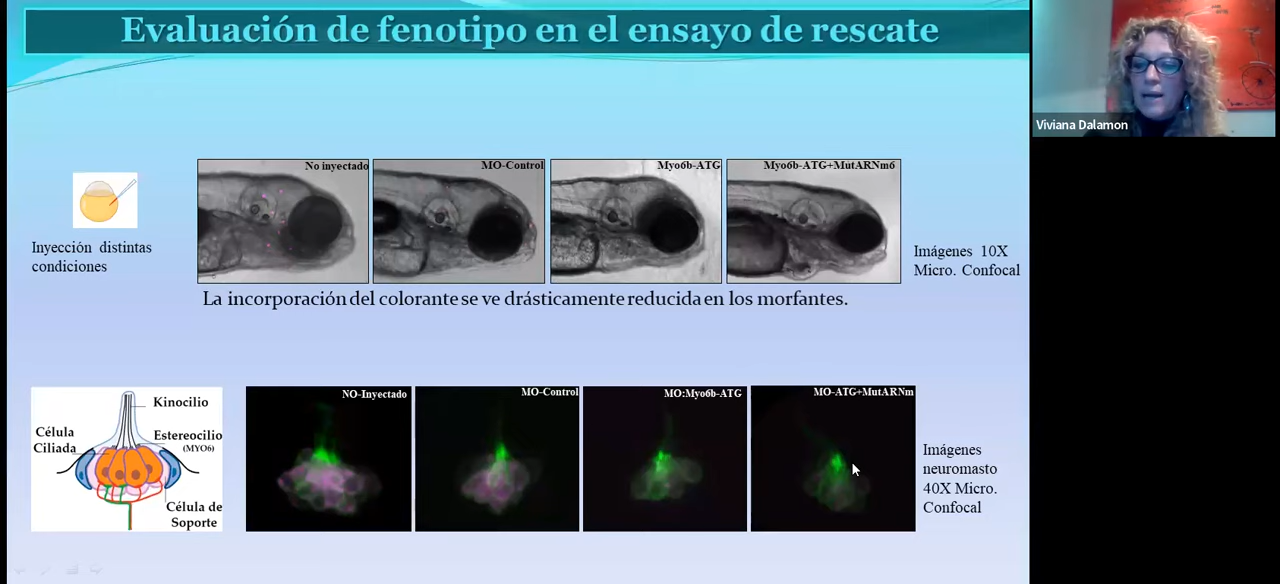 Evaluación de fenotipo en el ensayo de rescate
Viviana Dalamon
No inyectado
MO-Control
Myo6b-ATG
Myo6b-ATG+MutARNm6
Inyección distintas
condiciones
Imágenes 10X
Micro. Confocal
La incorporación del colorante se ve drásticamente reducida en los morfantes.
Kinocilio
Célula
Ciliada
Estereocilio
(MYO6)
Célula de
Soporte
NO-Inyectado
MO-Control
MO:Myo6b-ATG
MO-ATG+MutARNm
Imágenes
neuromasto
40X Micro.
Confocal